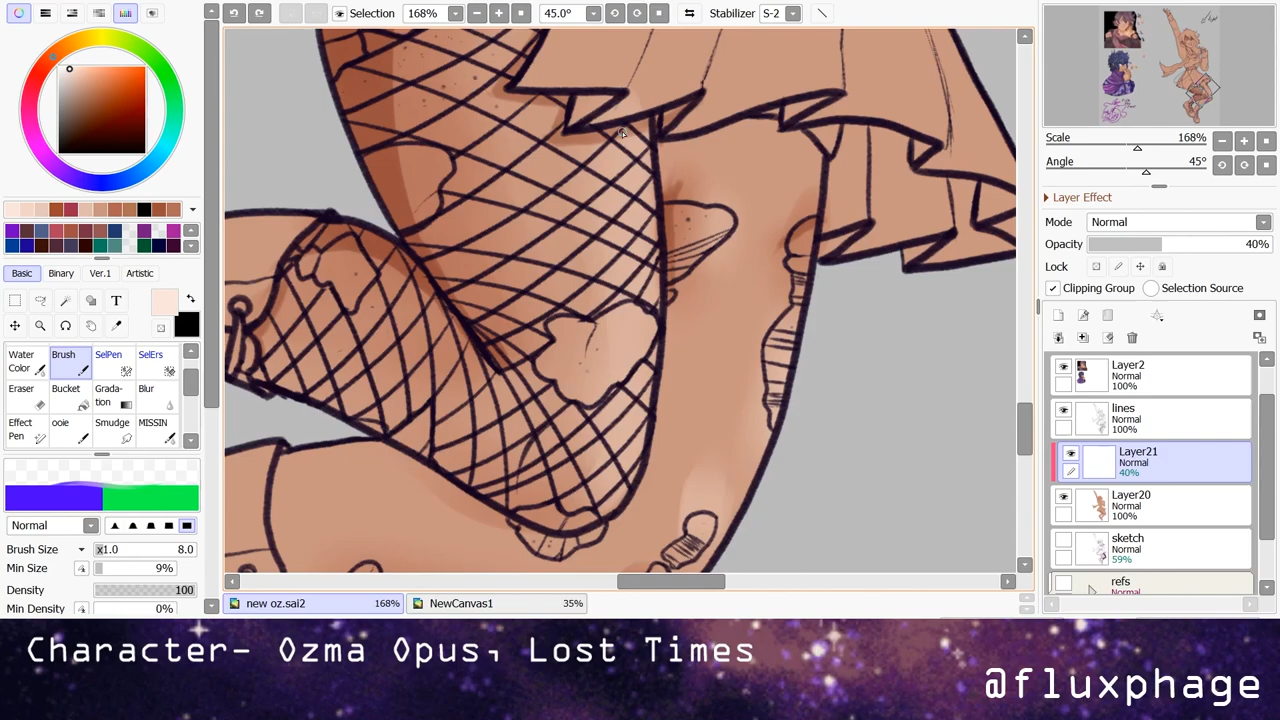 Selection 168% 45.0° Stabilizer S-2
Scale 168%
Angle 45°
Layer Effect
Mode Normal
Opacity 40%
Lock
Clipping Group Selection Source
Basic Binary Ver.1 Artistic
T
Water Color Brush SelPen SelErs
Eraser Bucket Grada-tion Blur
Effect Pen ooie Smudge MISSIN
Normal
Brush Size x1.0 8.0
Min Size 9%
Density 100
Min Density 0%
Layer2
Normal
100%
lines
Normal
100%
Layer21
Normal
40%
Layer20
Normal
100%
sketch
Normal
59%
refs
Normal
new oz.sai2 168% NewCanvas1 35%
Character- Ozma Opus, Lost Times
@fluxphage